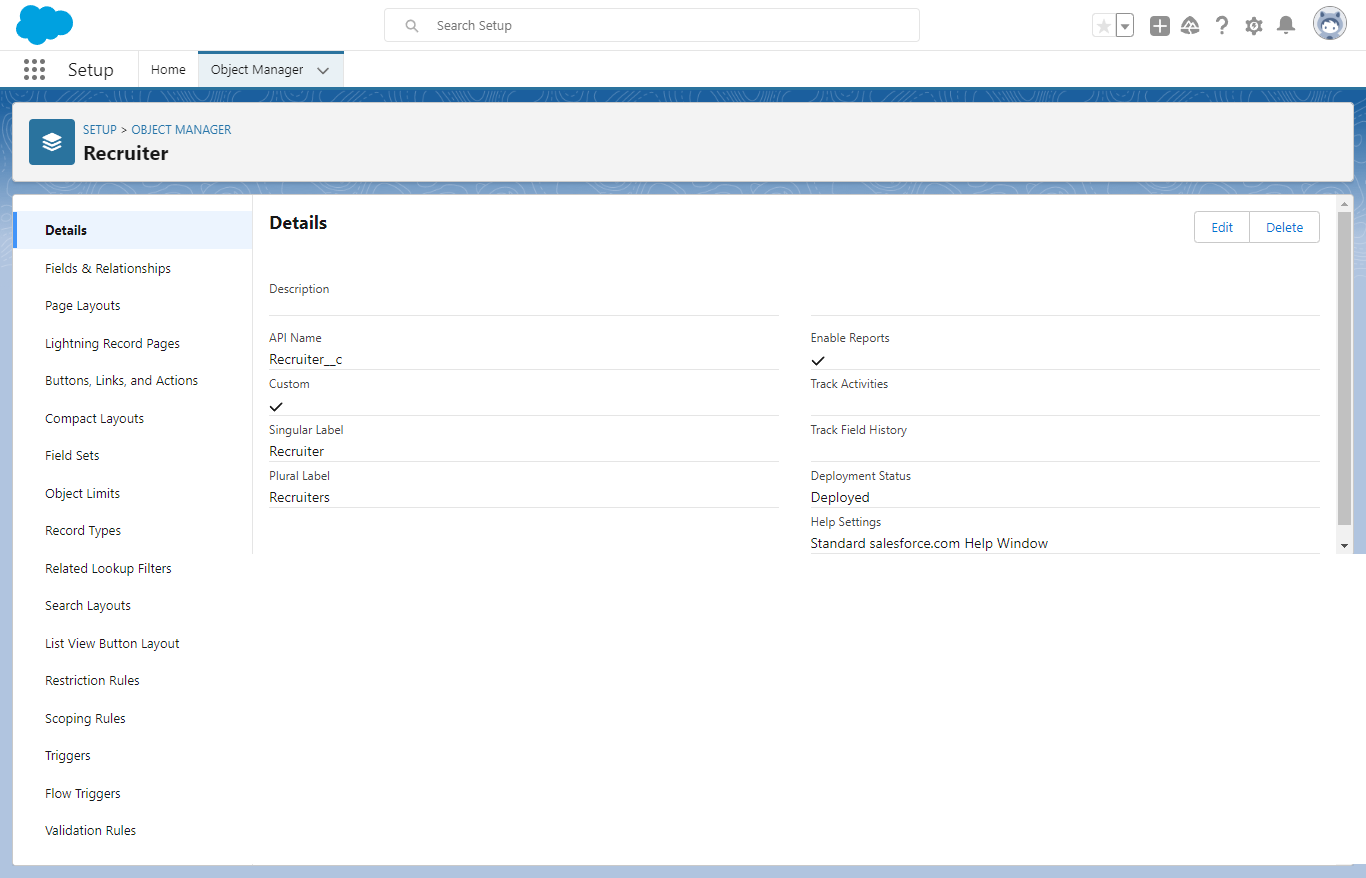 Search Setup
Setup
Home
Object Manager
SETUP > OBJECT MANAGER
Recruiter
Details
Fields & Relationships
Page Layouts
Lightning Record Pages
Buttons, Links, and Actions
Compact Layouts
Field Sets
Object Limits
Record Types
Related Lookup Filters
Search Layouts
List View Button Layout
Restriction Rules
Scoping Rules
Triggers
Flow Triggers
Validation Rules
Details
Edit
Delete
Description
API Name
Recruiter__c
Custom
Singular Label
Recruiter
Plural Label
Recruiters
Enable Reports
Track Activities
Track Field History
Deployment Status
Deployed
Help Settings
Standard salesforce.com Help Window